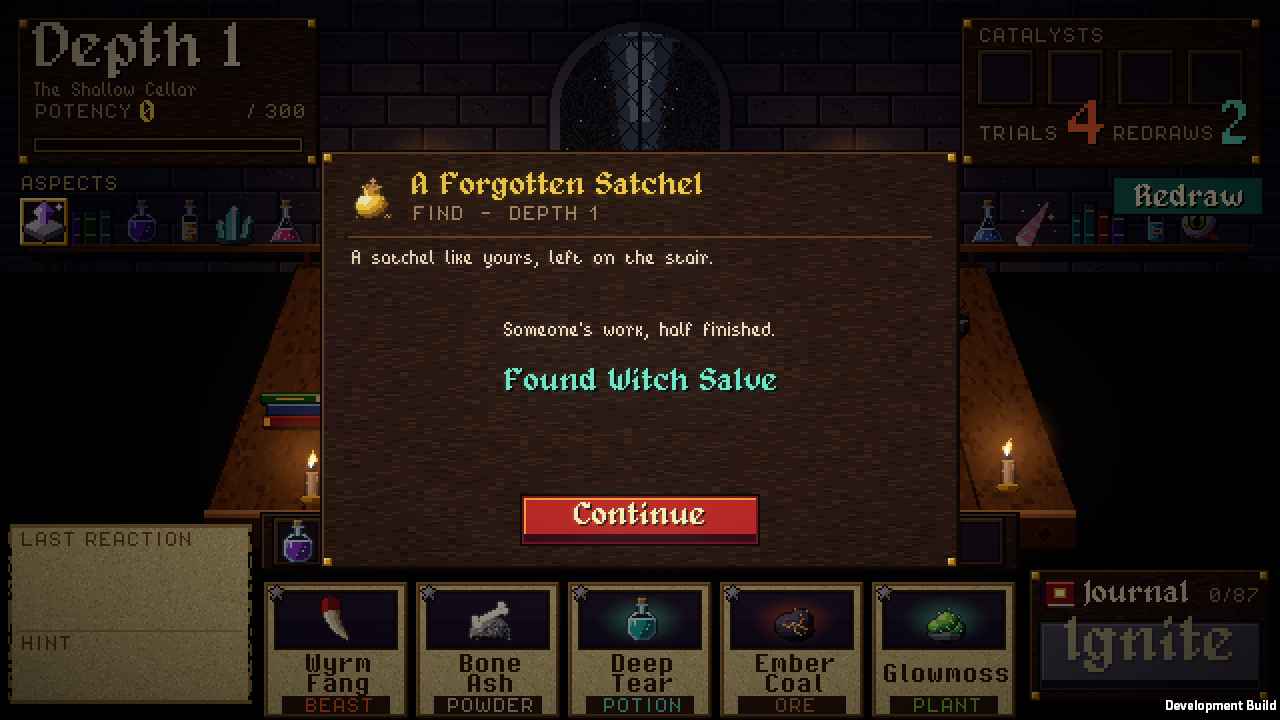 Depth 1
The Shallow Cellar
POTENCY 0 / 300
ASPECTS
CATALYSTS
TRIALS 4 REDRAWS 2
Redraw
A Forgotten Satchel
FIND - DEPTH 1
A satchel like yours, left on the stair.
Someone's work, half finished.
Found Witch Salve
Continue
LAST REACTION
HINT
Wyrm Fang
BEAST
Bone Ash
POWDER
Deep Tear
POTION
Ember Coal
ORE
Glowmoss
PLANT
Journal 0/87
Ignite
Development Build